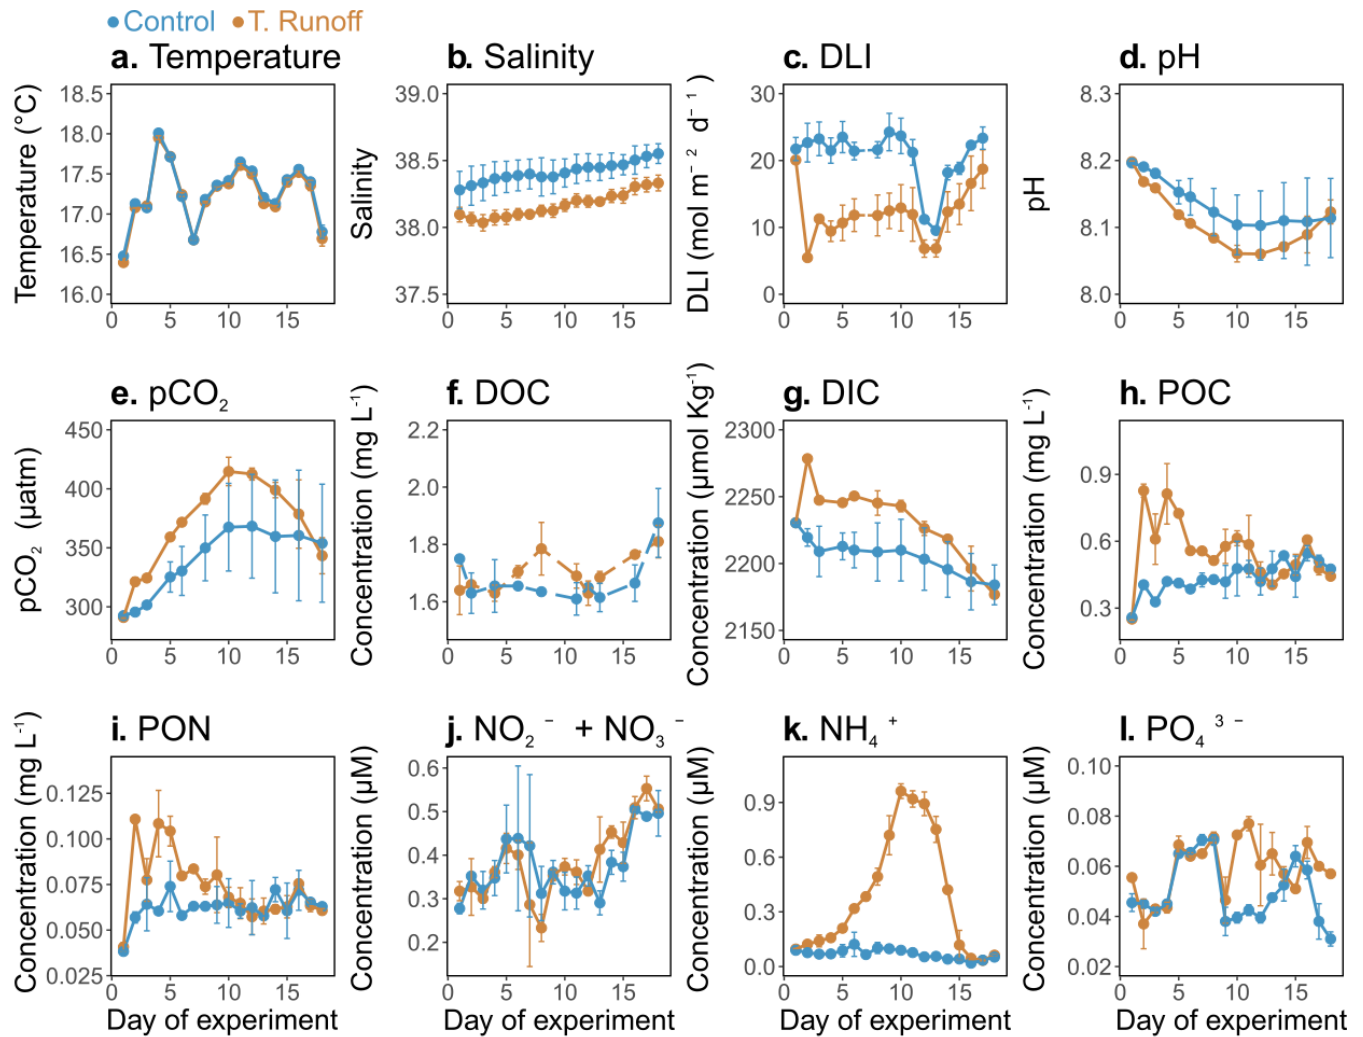 Control T. Runoff
a. Temperature b. Salinity c. DLI d. pH
Temperature (°C)
18.5
18.0
17.5
17.0
16.5
16.0
0 5 10 15
Salinity
39.0
38.5
38.0
37.5
0 5 10 15
DLI (mol m⁻² d⁻¹)
30
20
10
0
0 5 10 15
pH
8.3
8.2
8.1
8.0
0 5 10 15
e. pCO₂ f. DOC g. DIC h. POC
pCO₂ (µatm)
450
400
350
300
0 5 10 15
Concentration (mg L⁻¹)
2.2
2.0
1.8
1.6
0 5 10 15
Concentration (µmol Kg⁻¹)
2300
2250
2200
2150
0 5 10 15
Concentration (mg L⁻¹)
0.9
0.6
0.3
0 5 10 15
i. PON j. NO₂⁻ + NO₃⁻ k. NH₄⁺ l. PO₄³⁻
Concentration (mg L⁻¹)
0.125
0.100
0.075
0.050
0.025
0 5 10 15
Day of experiment
Concentration (µM)
0.6
0.5
0.4
0.3
0.2
0 5 10 15
Day of experiment
Concentration (µM)
0.9
0.6
0.3
0.0
0 5 10 15
Day of experiment
Concentration (µM)
0.10
0.08
0.06
0.04
0.02
0 5 10 15
Day of experiment